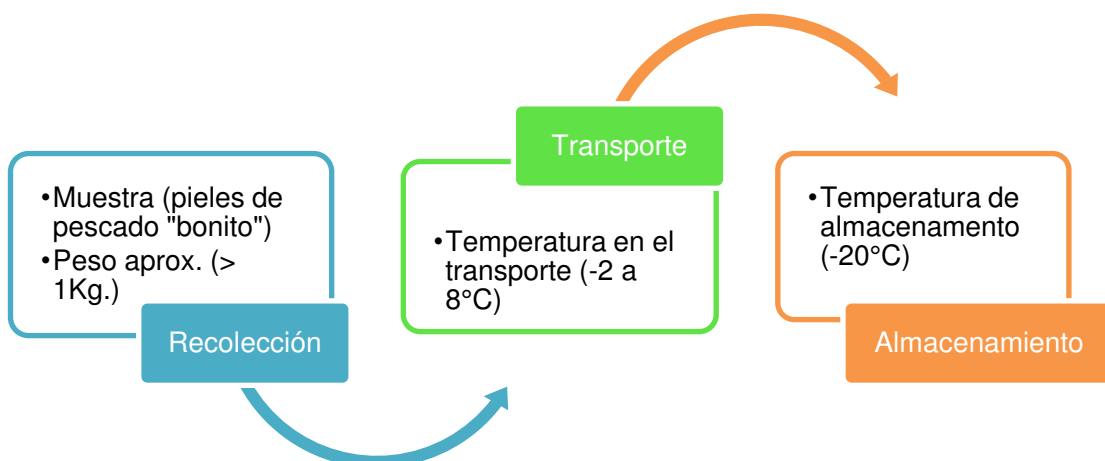 •Muestra (pieles de
pescado "bonito")
•Peso aprox. (>
1Kg.)
Recolección
Transporte
•Temperatura en el
transporte (-2 a
8°C)
•Temperatura de
almacenamiento
(-20°C)
Almacenamiento